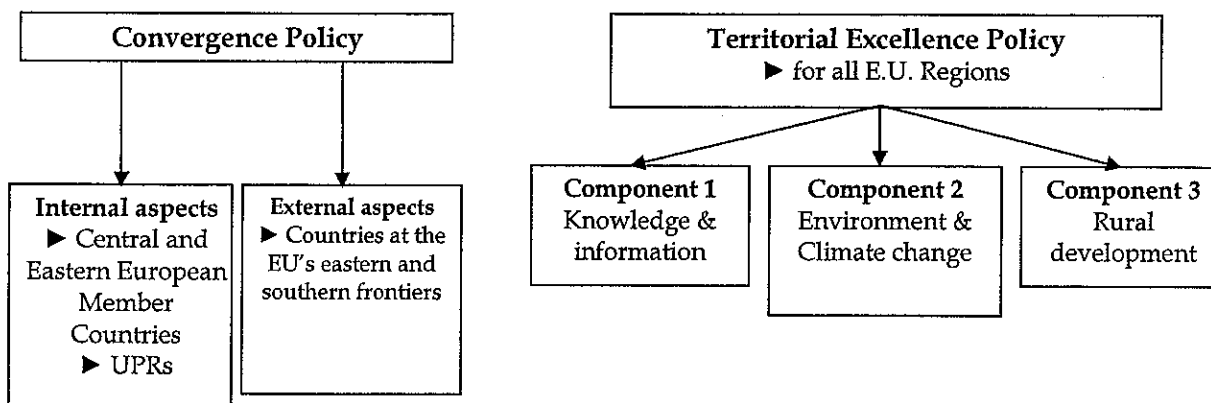 Convergence Policy
Territorial Excellence Policy
► for all E.U. Regions
Internal aspects
► Central and
Eastern European
Member
Countries
► UPRs
External aspects
► Countries at the
EU's eastern and
southern frontiers
Component 1
Knowledge &
information
Component 2
Environment &
Climate change
Component 3
Rural
development